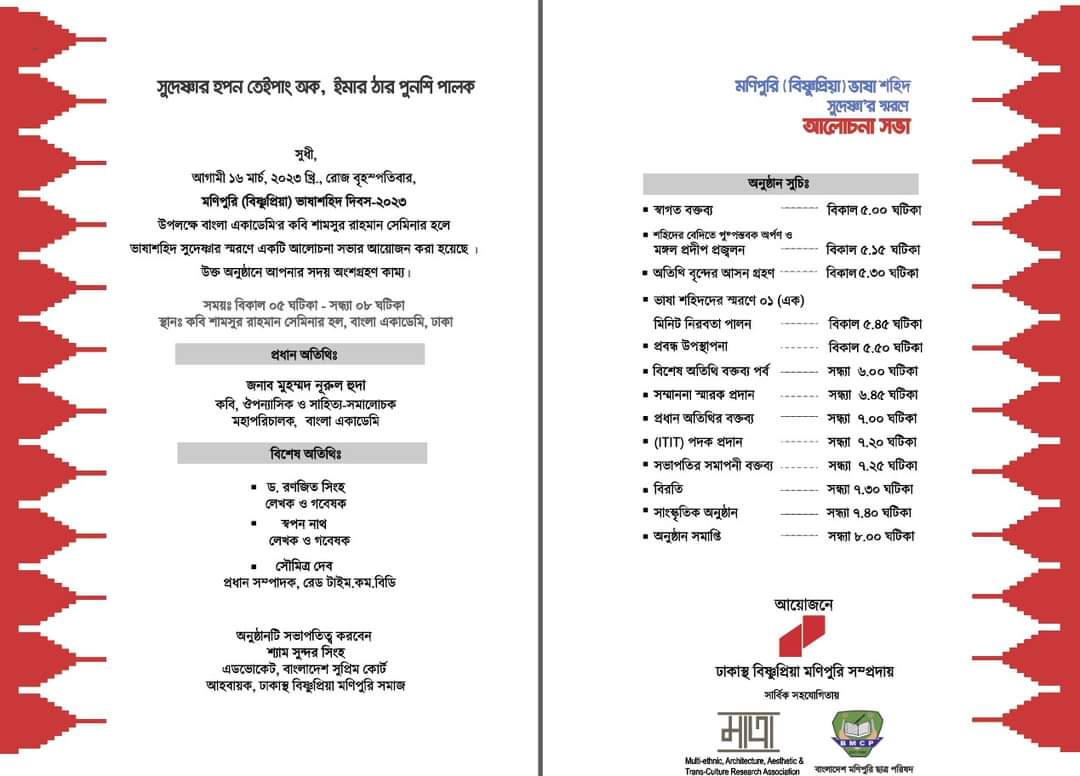 সুদেষ্ণার হপন তেইপাং অক, ইমার ঠার পুনশি পালক
সুধী,
আগামী ১৬ মার্চ, ২০২৩ খ্রি., রোজ বৃহস্পতিবার,
মণিপুরি (বিষ্ণুপ্রিয়া) ভাষাশহিদ দিবস-২০২৩
উপলক্ষে বাংলা একাডেমি'র কবি শামসুর রাহমান সেমিনার হলে
ভাষাশহিদ সুদেষ্ণার স্মরণে একটি আলোচনা সভার আয়োজন করা হয়েছে ।
উক্ত অনুষ্ঠানে আপনার সদয় অংশগ্রহণ কাম্য।
সময়ঃ বিকাল ০৫ ঘটিকা - সন্ধ্যা ০৮ ঘটিকা
স্থানঃ কবি শামসুর রাহমান সেমিনার হল, বাংলা একাডেমি, ঢাকা
প্রধান অতিথিঃ
জনাব মুহম্মদ নূরুল হুদা
কবি, ঔপন্যাসিক ও সাহিত্য-সমালোচক
মহাপরিচালক, বাংলা একাডেমি
বিশেষ অতিথিঃ
▪ ড. রণজিত সিংহ
লেখক ও গবেষক
▪ স্বপন নাথ
লেখক ও গবেষক
▪ সৌমিত্র দেব
প্রধান সম্পাদক, রেড টাইম.কম.বিডি
অনুষ্ঠানটি সভাপতিত্ব করবেন
শ্যাম সুন্দর সিংহ
এডভোকেট, বাংলাদেশ সুপ্রিম কোর্ট
আহবায়ক, ঢাকাস্থ বিষ্ণুপ্রিয়া মণিপুরি সমাজ
মণিপুরি (বিষ্ণুপ্রিয়া) ভাষা শহিদ
সুদেষ্ণা'র স্মরণে
আলোচনা সভা
অনুষ্ঠান সুচিঃ
▪ স্বাগত বক্তব্য ------- বিকাল ৫.০০ ঘটিকা
▪ শহিদের বেদিতে পুষ্পস্তবক অর্পণ ও
মঙ্গল প্রদীপ প্রজ্বলন ------- বিকাল ৫.১৫ ঘটিকা
▪ অতিথি বৃন্দের আসন গ্রহণ ------- বিকাল ৫.৩০ ঘটিকা
▪ ভাষা শহিদদের স্মরণে ০১ (এক)
মিনিট নিরবতা পালন ------- বিকাল ৫.৪৫ ঘটিকা
▪ প্রবন্ধ উপস্থাপনা ------- বিকাল ৫.৫০ ঘটিকা
▪ বিশেষ অতিথি বক্তব্য পর্ব ------- সন্ধ্যা ৬.০০ ঘটিকা
▪ সম্মাননা স্মারক প্রদান ------- সন্ধ্যা ৬.৪৫ ঘটিকা
▪ প্রধান অতিথির বক্তব্য ------- সন্ধ্যা ৭.০০ ঘটিকা
▪ (ITIT) পদক প্রদান ------- সন্ধ্যা ৭.২০ ঘটিকা
▪ সভাপতির সমাপনী বক্তব্য ------- সন্ধ্যা ৭.২৫ ঘটিকা
▪ বিরতি ------- সন্ধ্যা ৭.৩০ ঘটিকা
▪ সাংস্কৃতিক অনুষ্ঠান ------- সন্ধ্যা ৭.৪০ ঘটিকা
▪ অনুষ্ঠান সমাপ্তি ------- সন্ধ্যা ৮.০০ ঘটিকা
আয়োজনে
ঢাকাস্থ বিষ্ণুপ্রিয়া মণিপুরি সম্প্রদায়
সার্বিক সহযোগিতায়
মাত্রা
Multi-ethnic, Architecture, Aesthetic &
Trans-Culture Research Association
BMCP
বাংলাদেশ মণিপুরি ছাত্র পরিষদ